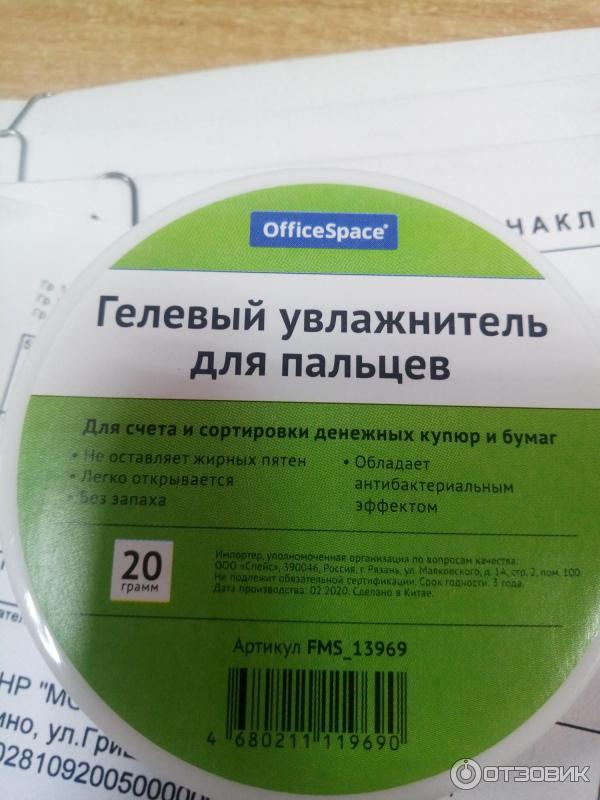 ЧАКЛ
OfficeSpace®
Гелевый увлажнитель
для пальцев
Для счета и сортировки денежных купюр и бумаг
• Не оставляет жирных пятен
• Легко открывается
• Без запаха
• Обладает
антибактериальным
эффектом
20
грамм
Импортер, уполномоченная организация по вопросам качества:
ООО «Спейс», 390046, Россия, г. Рязань, ул. Маяковского, д. 1А, стр. 2, пом. 100.
Не подлежит обязательной сертификации. Срок годности: 3 года.
Дата производства: 02.2020. Сделано в Китае.
Артикул FMS_13969
4 680211 119690
НР "МО
ино, ул.Гри
0281092005000
ОТЗОВИК